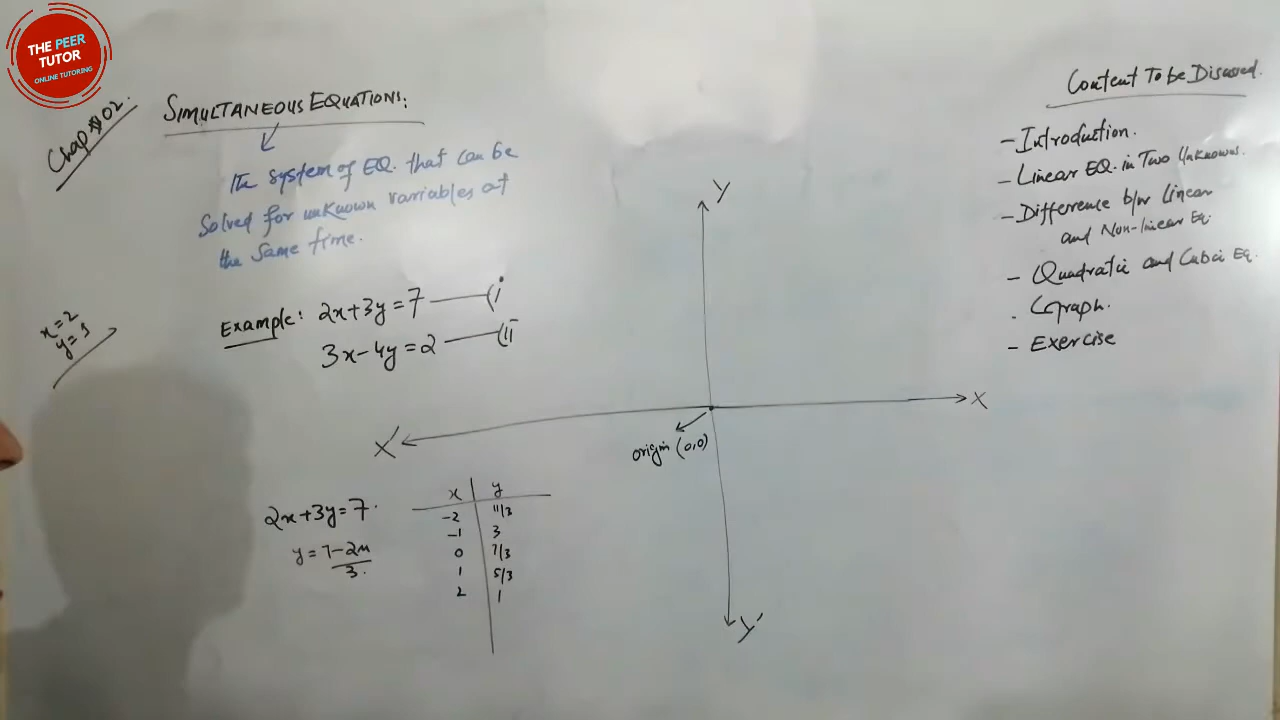 THE PEER
TUTOR
ONLINE TUTORING
Chap # 02.
SIMULTANEOUS EQUATIONS:
The system of EQ. that can be
Solved for unknown variables at
the Same time.
Example: 2x+3y=7 — (i
3x-4y=2 — (ii
x=2
y=1
Y
X
X'
Y'
origin (0,0)
2x+3y=7.
y=7-2x
3.
x y
-2 11/3
-1 3
0 7/3
1 5/3
2 1
Content To be Discussed.
- Introduction.
- Linear EQ. in Two Unknowns.
- Difference b/w Linear
and Non-linear Eq.
- Quadratic and Cubic Eq.
. Graph.
- Exercise